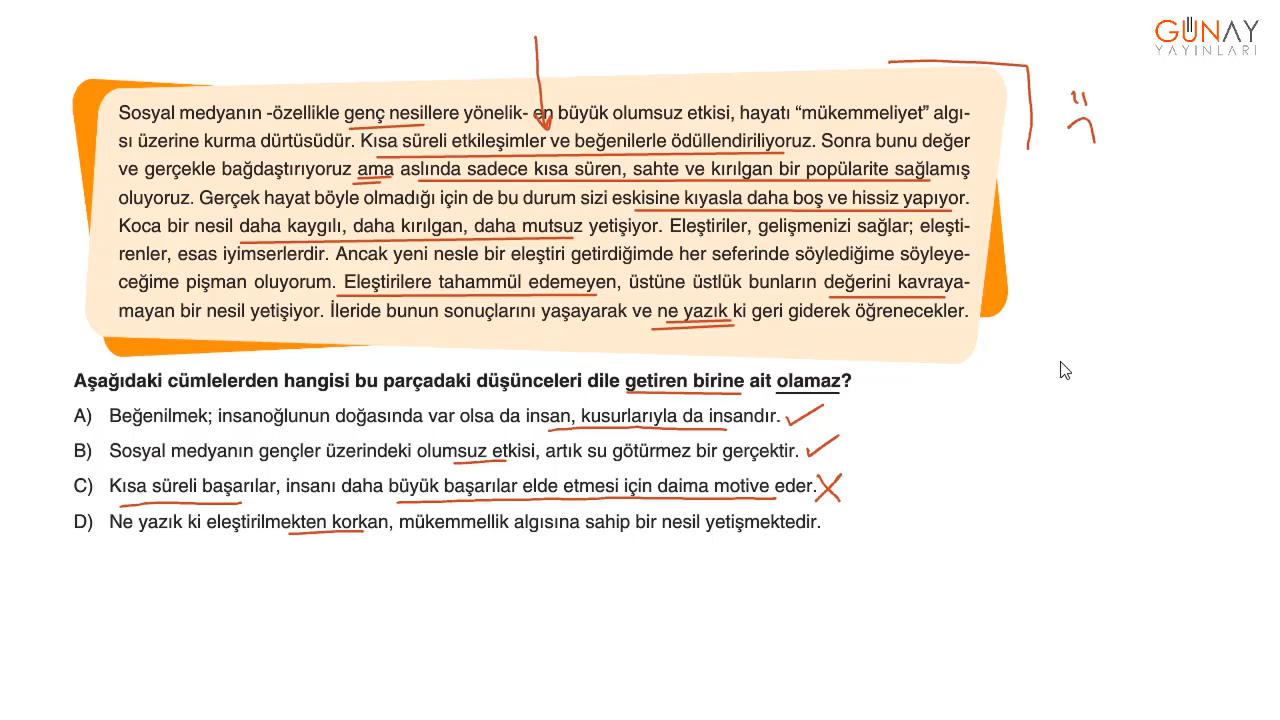 GÜNAY
YAYINLARI
Sosyal medyanın -özellikle genç nesillere yönelik- en büyük olumsuz etkisi, hayatı “mükemmeliyet” algı-
sı üzerine kurma dürtüsüdür. Kısa süreli etkileşimler ve beğenilerle ödüllendiriliyoruz. Sonra bunu değer
ve gerçekle bağdaştırıyoruz ama aslında sadece kısa süren, sahte ve kırılgan bir popülarite sağlamış
oluyoruz. Gerçek hayat böyle olmadığı için de bu durum sizi eskisine kıyasla daha boş ve hissiz yapıyor.
Koca bir nesil daha kaygılı, daha kırılgan, daha mutsuz yetişiyor. Eleştiriler, gelişmenizi sağlar; eleşti-
renler, esas iyimserlerdir. Ancak yeni nesle bir eleştiri getirdiğimde her seferinde söylediğime söyleye-
ceğime pişman oluyorum. Eleştirilere tahammül edemeyen, üstüne üstlük bunların değerini kavraya-
mayan bir nesil yetişiyor. İleride bunun sonuçlarını yaşayarak ve ne yazık ki geri giderek öğrenecekler.
Aşağıdaki cümlelerden hangisi bu parçadaki düşünceleri dile getiren birine ait olamaz?
A) Beğenilmek; insanoğlunun doğasında var olsa da insan, kusurlarıyla da insandır.
B) Sosyal medyanın gençler üzerindeki olumsuz etkisi, artık su götürmez bir gerçektir.
C) Kısa süreli başarılar, insanı daha büyük başarılar elde etmesi için daima motive eder.
D) Ne yazık ki eleştirilmekten korkan, mükemmellik algısına sahip bir nesil yetişmektedir.